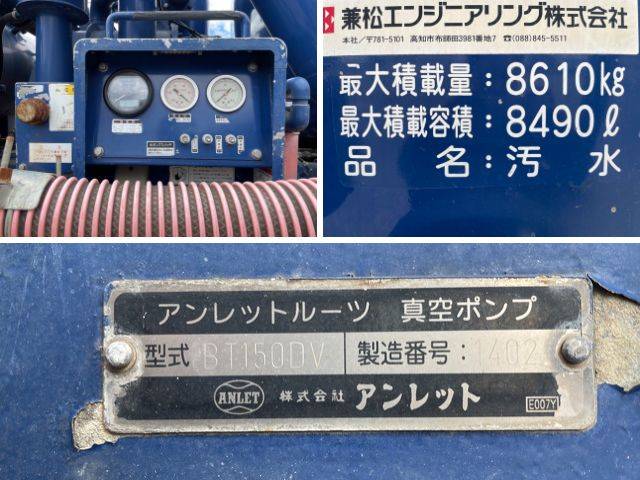 兼松エンジニアリング株式会社
本社/〒781-5101 高知市布師田3981番地7 ☎(088)845-5511
最大積載量：8610kg
最大積載容積：8490ℓ
品名：汚水
アンレットルーツ 真空ポンプ
型式 BT150DV 製造番号：1402
ANLET 株式会社 アンレット E007Y